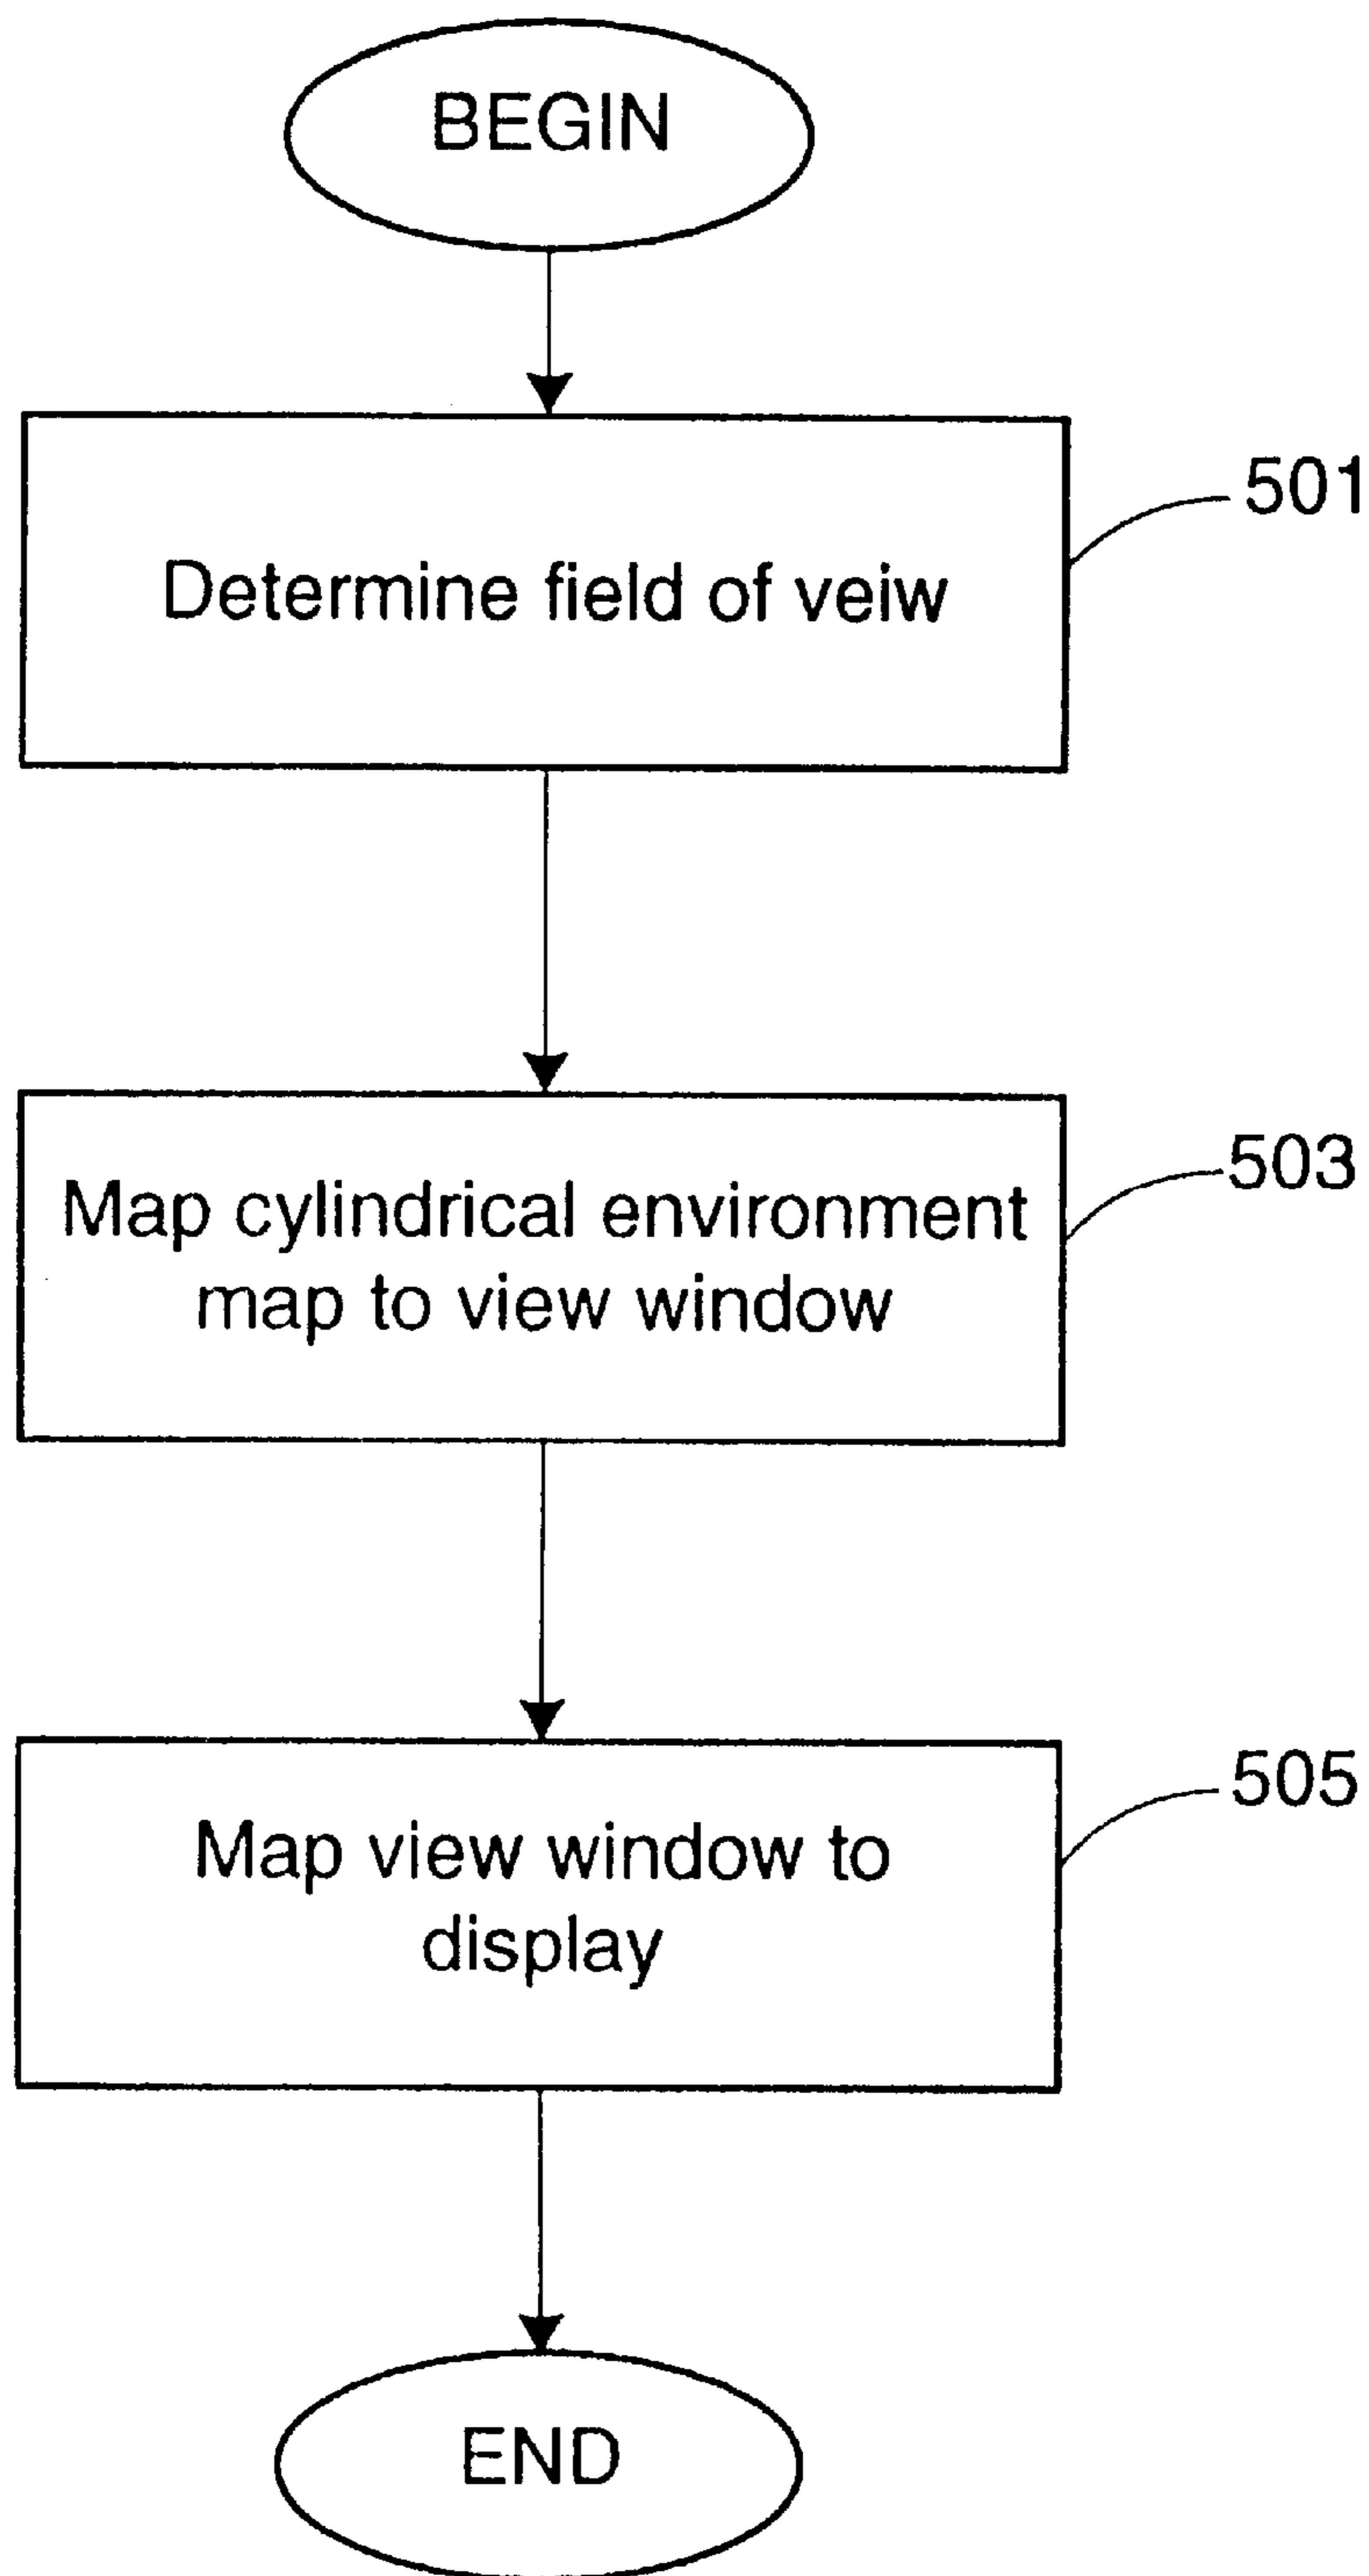 BEGIN
501
Determine field of veiw
503
Map cylindrical environment
map to view window
505
Map view window to
display
END